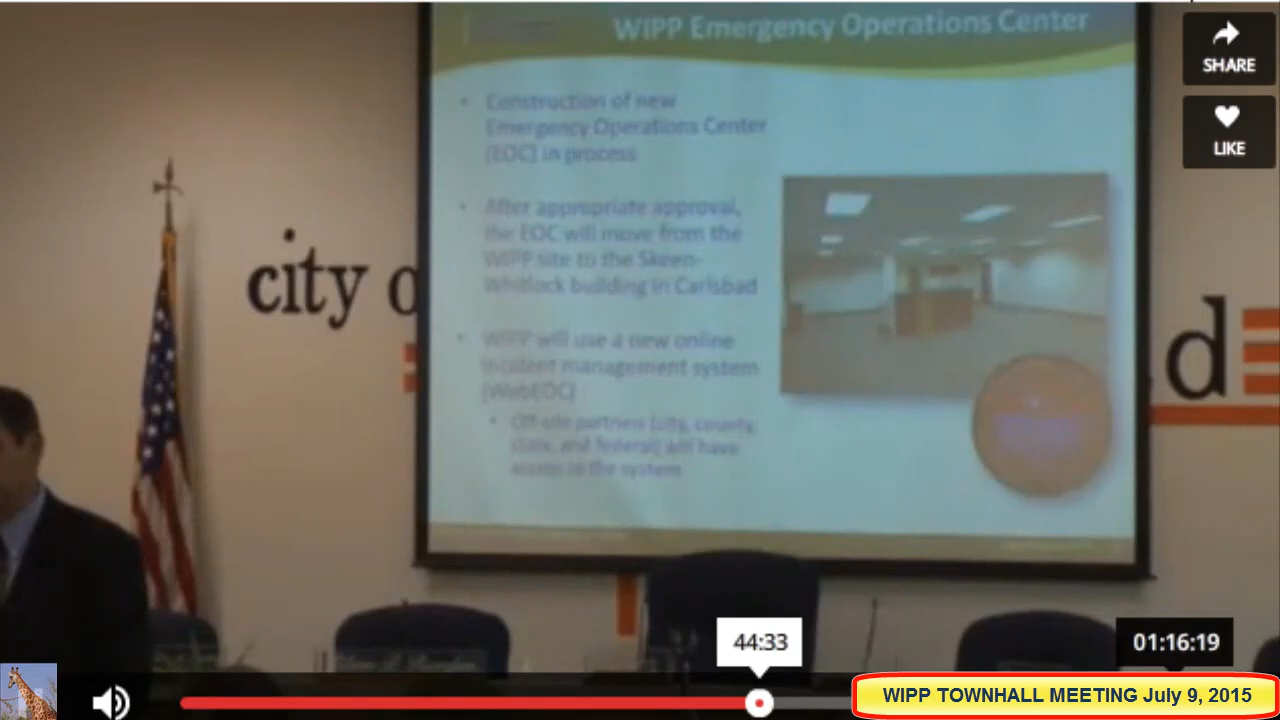 WIPP Emergency Operations Center
SHARE
LIKE
• Construction of new
Emergency Operations Center
(EOC) in process
• After appropriate approval,
the EOC will move from the
WIPP site to the Skeen-
Whitlock building in Carlsbad
• WIPP will use a new online
incident management system
(WebEOC)
• Off-site partners (city, county,
state, and federal) will have
access to the system
city o
d
44:33
01:16:19
WIPP TOWNHALL MEETING July 9, 2015